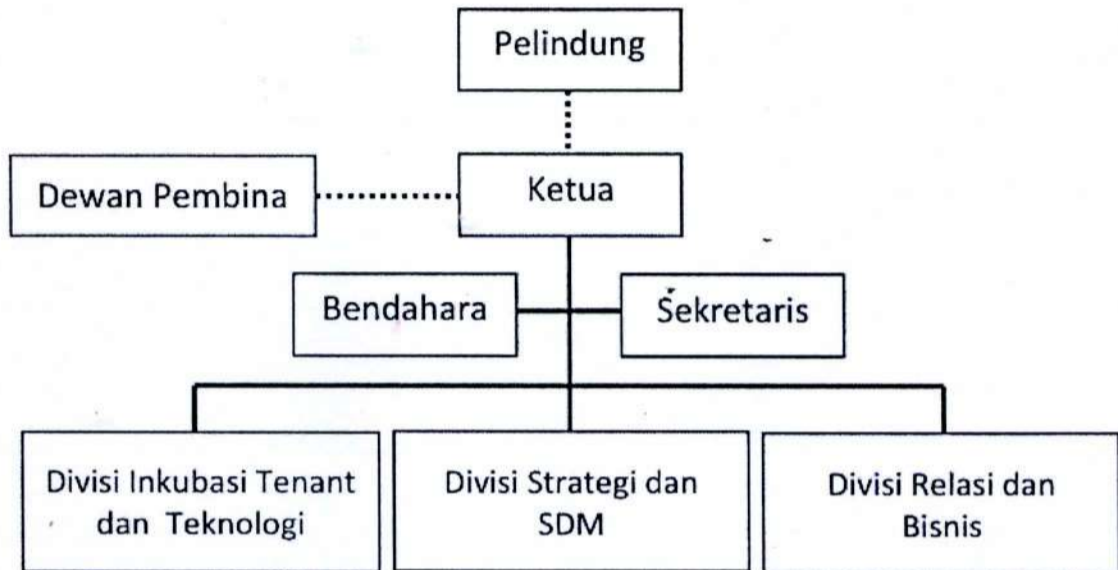 Pelindung
Dewan Pembina
Ketua
Bendahara
Sekretaris
Divisi Inkubasi Tenant
dan Teknologi
Divisi Strategi dan
SDM
Divisi Relasi dan
Bisnis